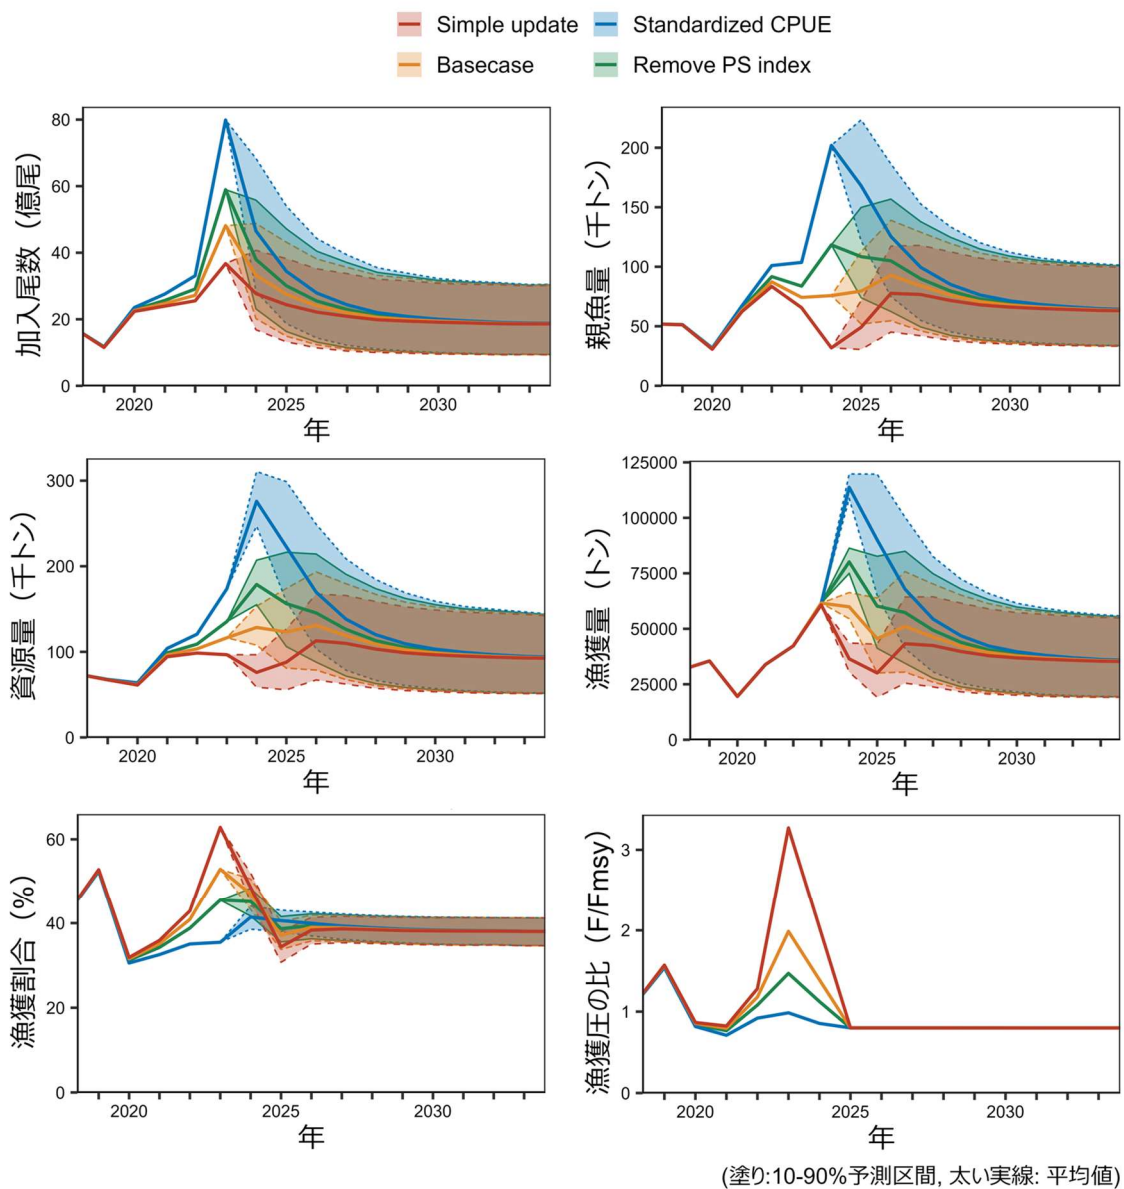 Simple update
Standardized CPUE
Basecase
Remove PS index
加入尾数（億尾）
80
60
40
20
0
2020
2025
2030
年
親魚量（千トン）
200
150
100
50
0
2020
2025
2030
年
資源量（千トン）
300
200
100
0
2020
2025
2030
年
漁獲量（トン）
125000
100000
75000
50000
25000
0
2020
2025
2030
年
漁獲割合（%）
60
40
20
0
2020
2025
2030
年
漁獲圧の比（F/Fmsy）
3
2
1
0
2020
2025
2030
年
(塗り:10-90%予測区間, 太い実線: 平均値)